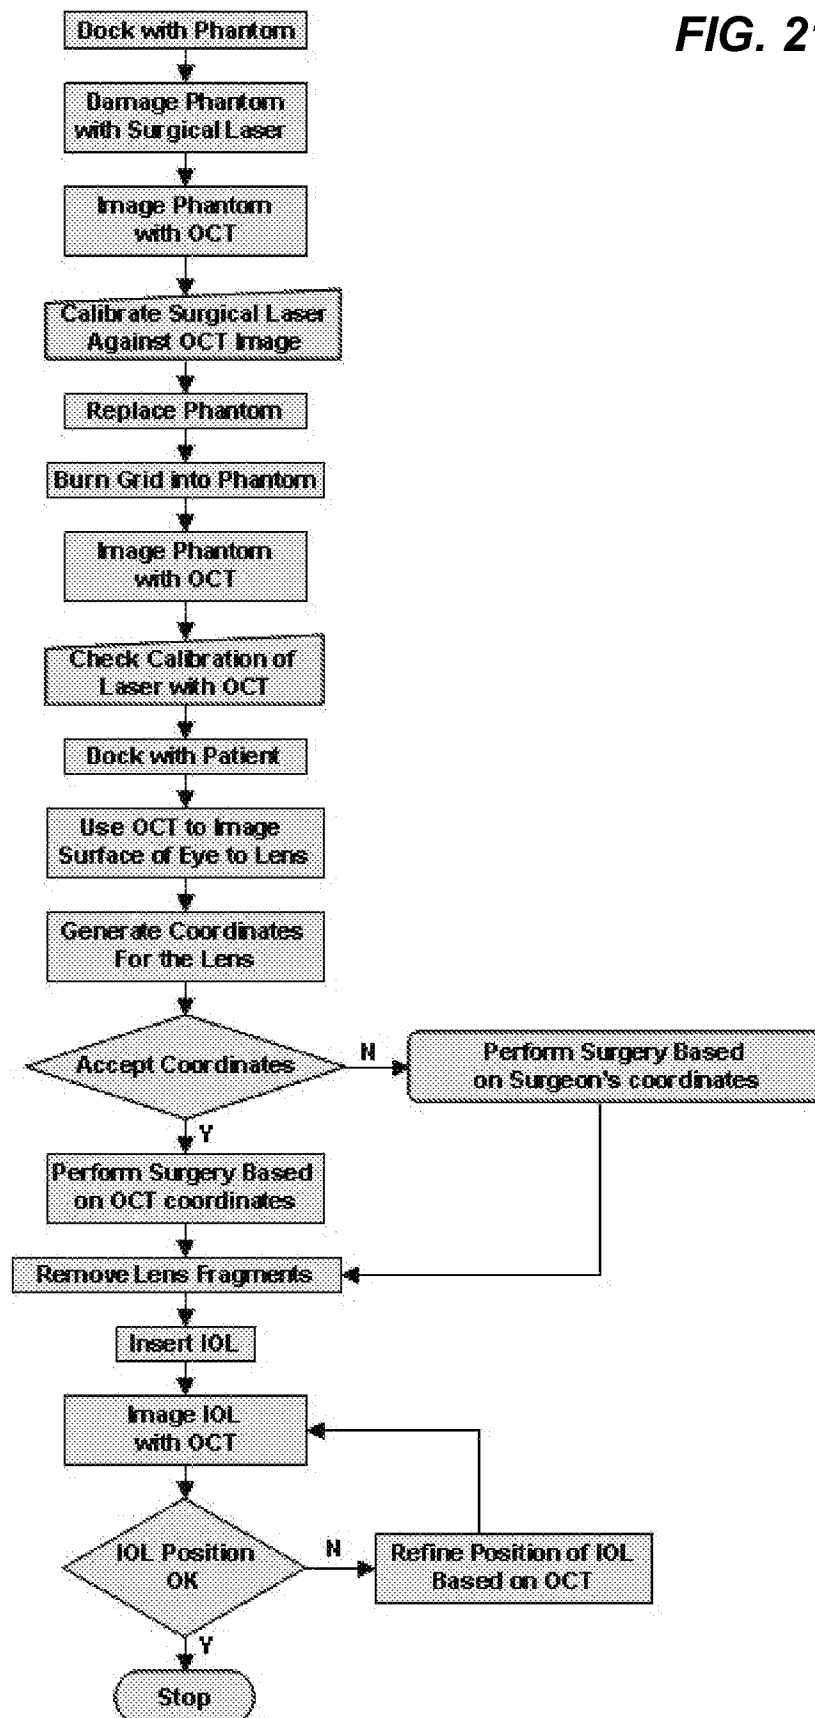 FIG. 2
Dock with Phantom
Damage Phantom
with Surgical Laser
Image Phantom
with OCT
Calibrate Surgical Laser
Against OCT Image
Replace Phantom
Burn Grid into Phantom
Image Phantom
with OCT
Check Calibration of
Laser with OCT
Dock with Patient
Use OCT to Image
Surface of Eye to Lens
Generate Coordinates
For the Lens
Accept Coordinates
N
Perform Surgery Based
on Surgeon's coordinates
Y
Perform Surgery Based
on OCT coordinates
Remove Lens Fragments
Insert IOL
Image IOL
with OCT
IOL Position
OK
N
Refine Position of IOL
Based on OCT
Y
Stop